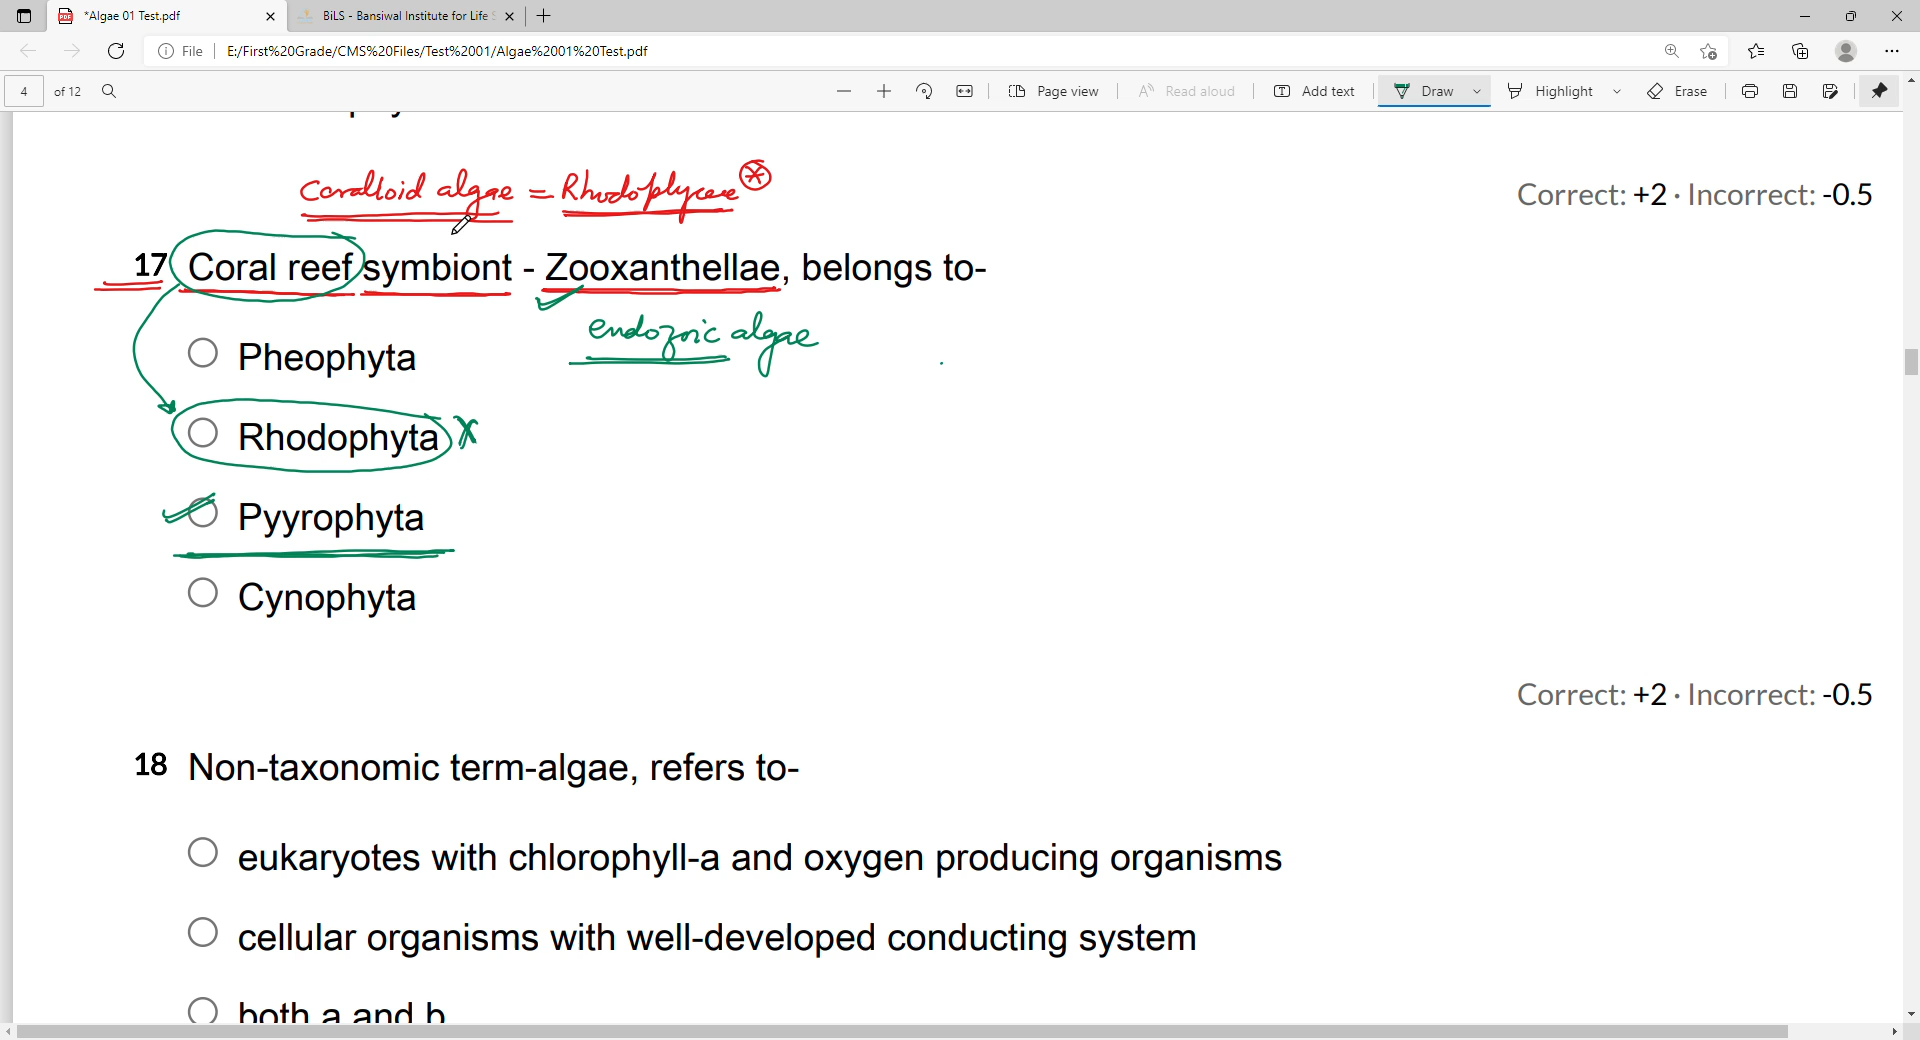 *Algae 01 Test.pdf
BiLS - Bansiwal Institute for Life S
File
E:/First%20Grade/CMS%20Files/Test%2001/Algae%2001%20Test.pdf
4 of 12
Page view
Read aloud
Add text
Draw
Highlight
Erase
Coralloid algae = Rhodophyceae
Correct: +2 · Incorrect: -0.5
17 Coral reef symbiont - Zooxanthellae, belongs to-
endozoic algae
Pheophyta
Rhodophyta
Pyyrophyta
Cynophyta
Correct: +2 · Incorrect: -0.5
18 Non-taxonomic term-algae, refers to-
eukaryotes with chlorophyll-a and oxygen producing organisms
cellular organisms with well-developed conducting system
both a and b